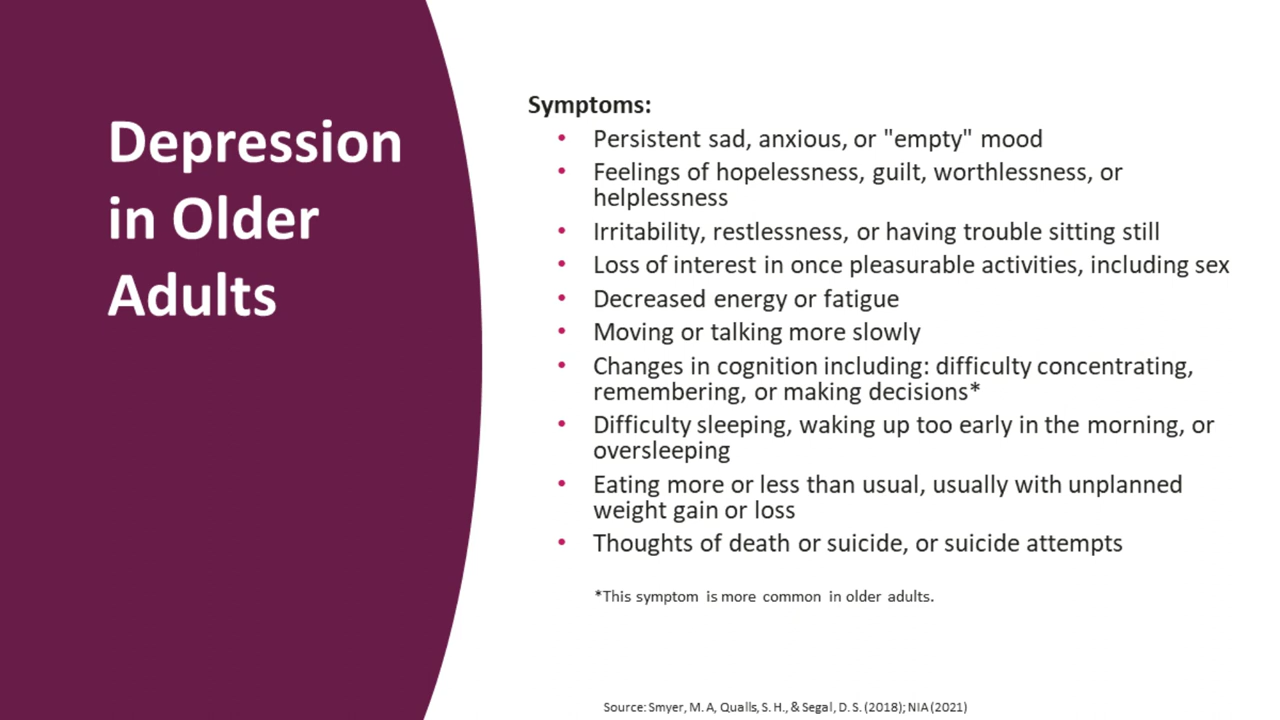 Depression
in Older
Adults
Symptoms:
• Persistent sad, anxious, or "empty" mood
• Feelings of hopelessness, guilt, worthlessness, or
helplessness
• Irritability, restlessness, or having trouble sitting still
• Loss of interest in once pleasurable activities, including sex
• Decreased energy or fatigue
• Moving or talking more slowly
• Changes in cognition including: difficulty concentrating,
remembering, or making decisions*
• Difficulty sleeping, waking up too early in the morning, or
oversleeping
• Eating more or less than usual, usually with unplanned
weight gain or loss
• Thoughts of death or suicide, or suicide attempts
*This symptom is more common in older adults.
Source: Smyer, M. A, Qualls, S. H., & Segal, D. S. (2018); NIA (2021)